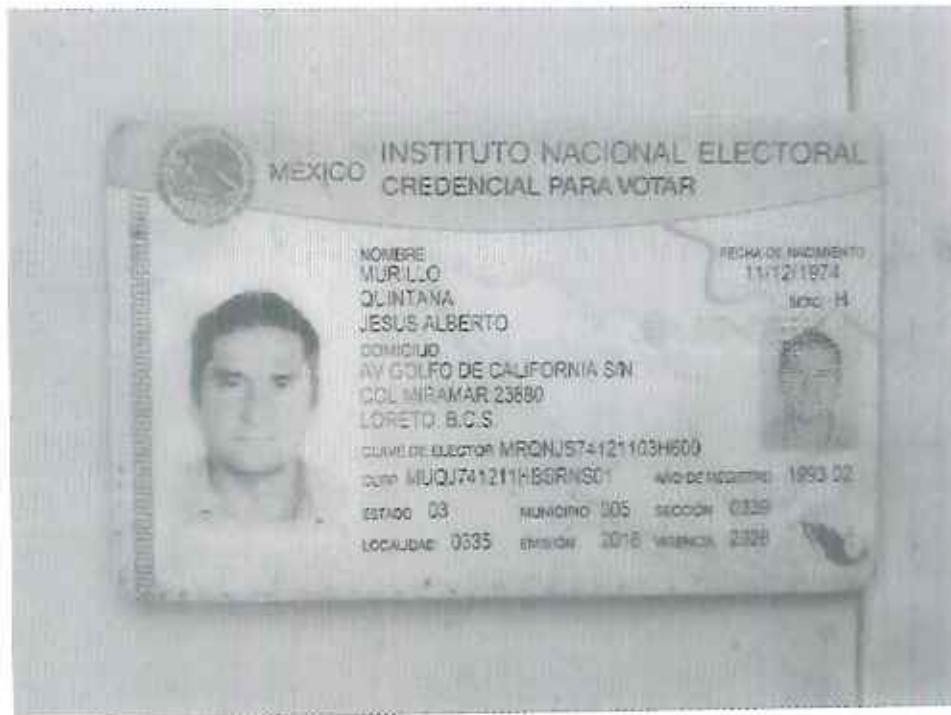 MEXICO
INSTITUTO NACIONAL ELECTORAL
CREDENCIAL PARA VOTAR
NOMBRE
MURILLO
QUINTANA
JESUS ALBERTO
FECHA DE NACIMIENTO
11/12/1974
SEXO H
DOMICILIO
AV GOLFO DE CALIFORNIA S/N
COL MIRAMAR 23880
LORETO, B.C.S.
CLAVE DE ELECTOR MRQNJS74121103H600
CURP MUQJ741211HBSRNS01 AÑO DE REGISTRO 1993 02
ESTADO 03 MUNICIPIO 005 SECCIÓN
LOCALIDAD 0335 EMISIÓN VIGENCIA